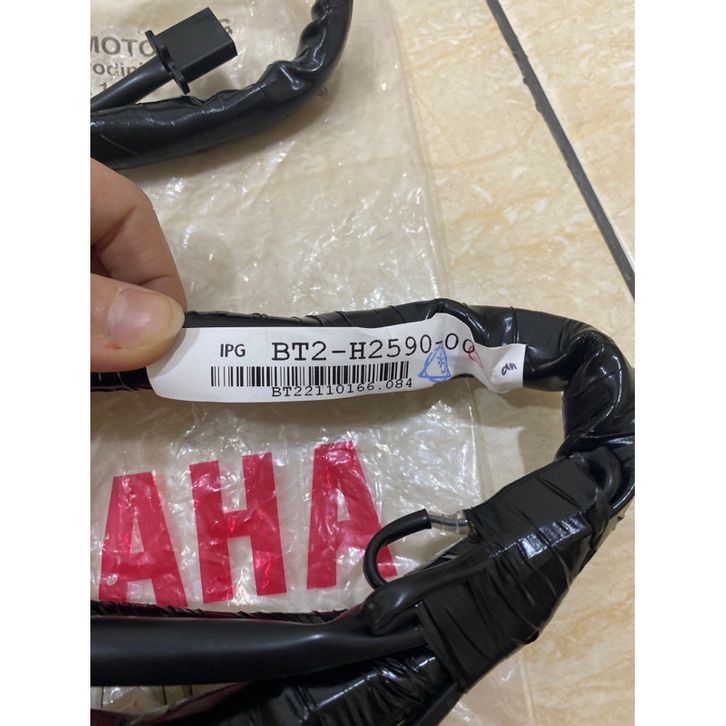 MOTO
IPG BT2-H2590-00
BT22110166.084
AHA